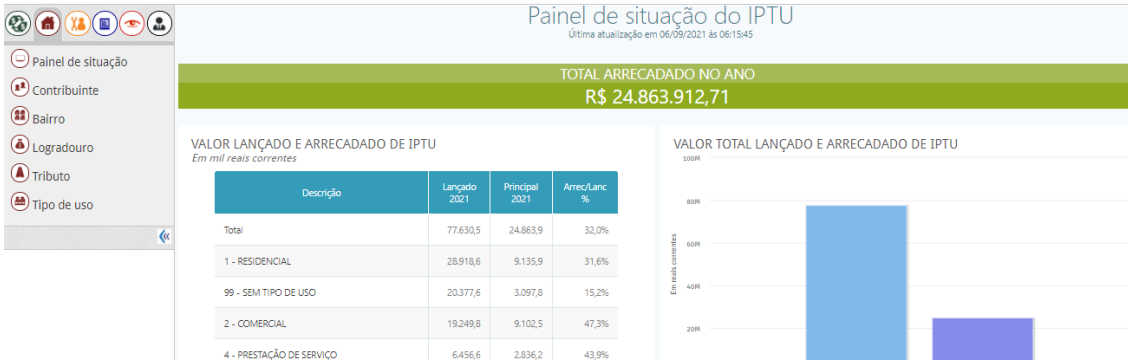 Painel de situação do IPTU
Última atualização em 06/09/2021 às 06:15:45
Painel de situação
Contribuinte
Bairro
Logradouro
Tributo
Tipo de uso
TOTAL ARRECADADO NO ANO
R$ 24.863.912,71
VALOR LANÇADO E ARRECADADO DE IPTU
Em mil reais correntes
Descrição Lançado 2021 Principal 2021 Arrec/Lanc %
Total 77.630,5 24.863,9 32,0%
1 - RESIDENCIAL 28.918,6 9.135,9 31,6%
99 - SEM TIPO DE USO 20.377,6 3.097,8 15,2%
2 - COMERCIAL 19.249,8 9.102,5 47,3%
4 - PRESTAÇÃO DE SERVIÇO 6.456,6 2.836,2 43,9%
VALOR TOTAL LANÇADO E ARRECADADO DE IPTU
100M
80M
60M
40M
20M
Em reais correntes